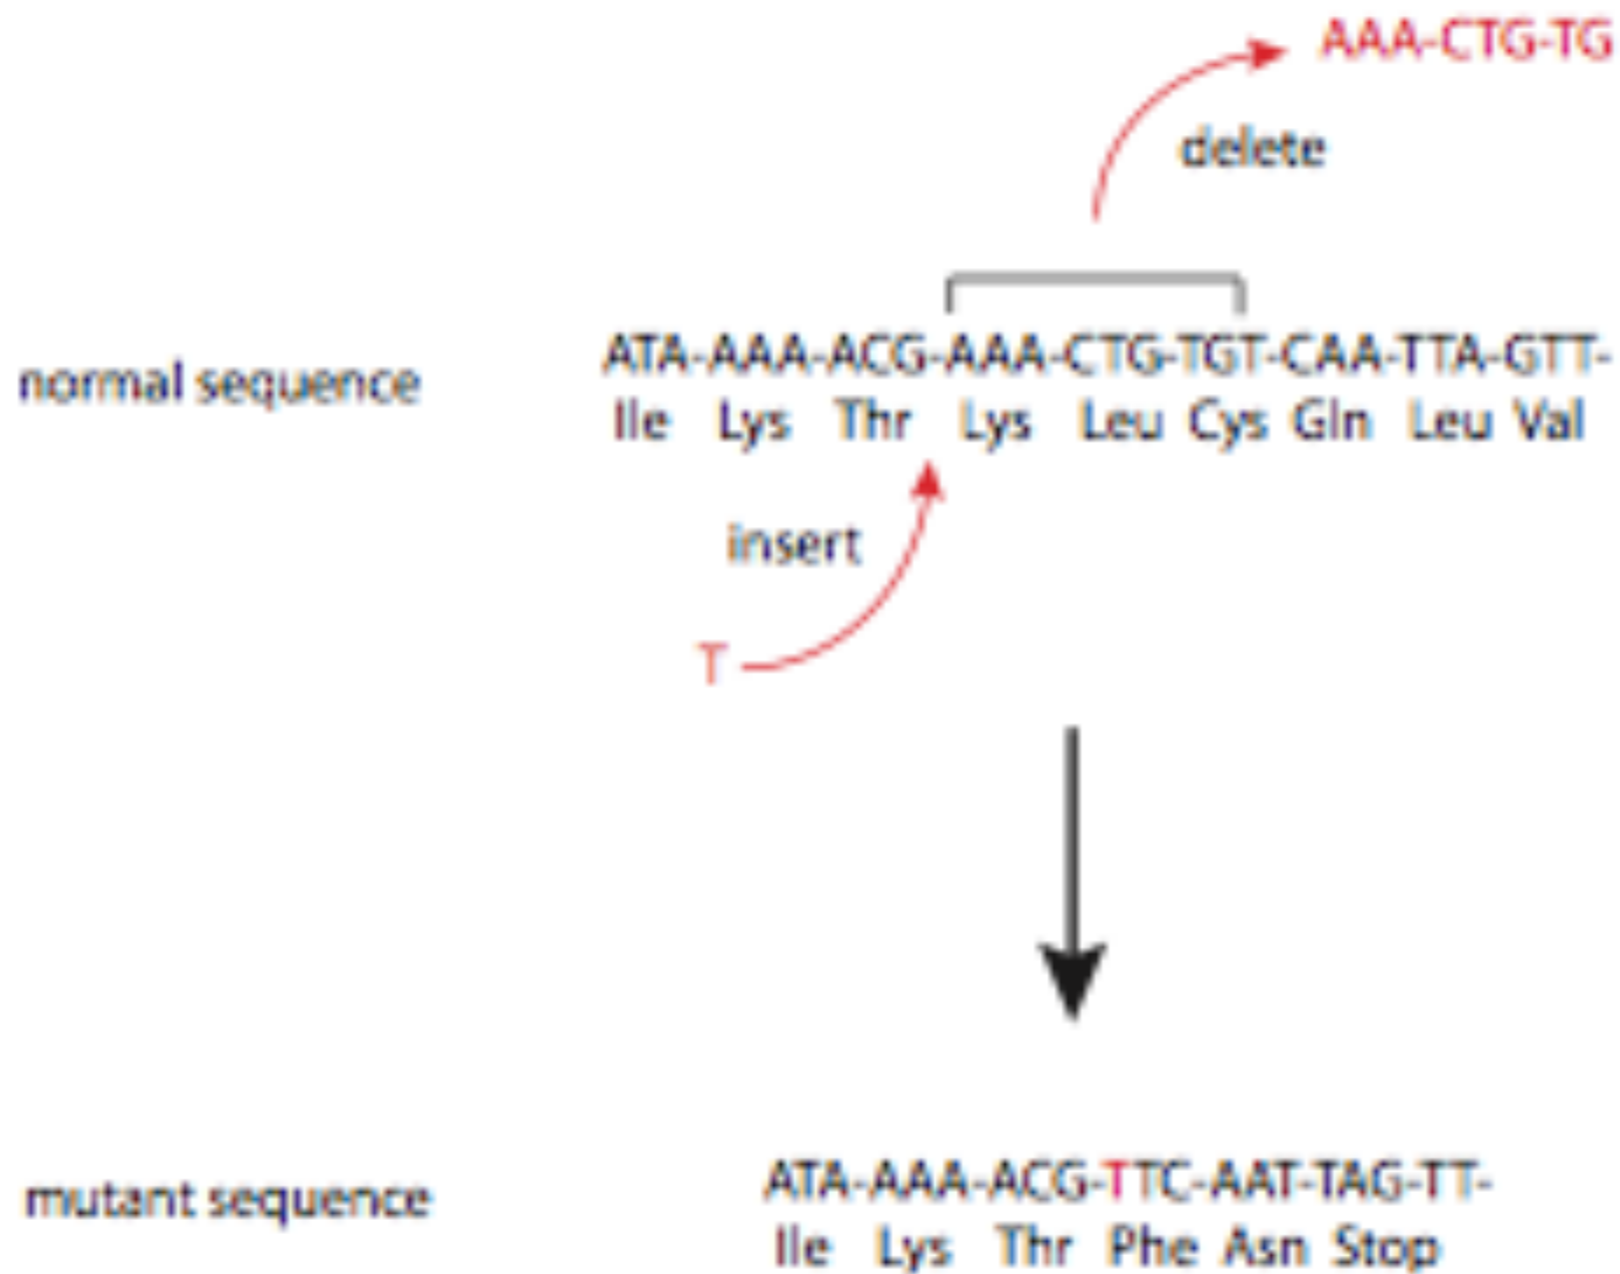 AAA-CTG-TG
delete
normal sequence
ATA-AAA-ACG-AAA-CTG-TGT-CAA-TTA-GTT-
Ile Lys Thr Lys Leu Cys Gln Leu Val
insert
T
mutant sequence
ATA-AAA-ACG-TTC-AAT-TAG-TT-
Ile Lys Thr Phe Asn Stop